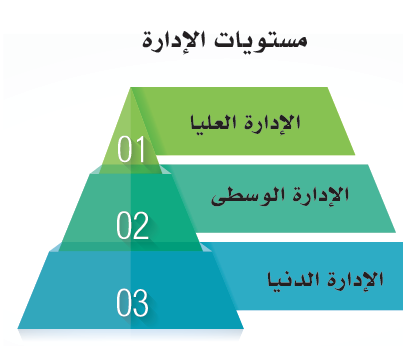 مستويات الإدارة
الإدارة العليا
01
الإدارة الوسطى
02
الإدارة الدنيا
03